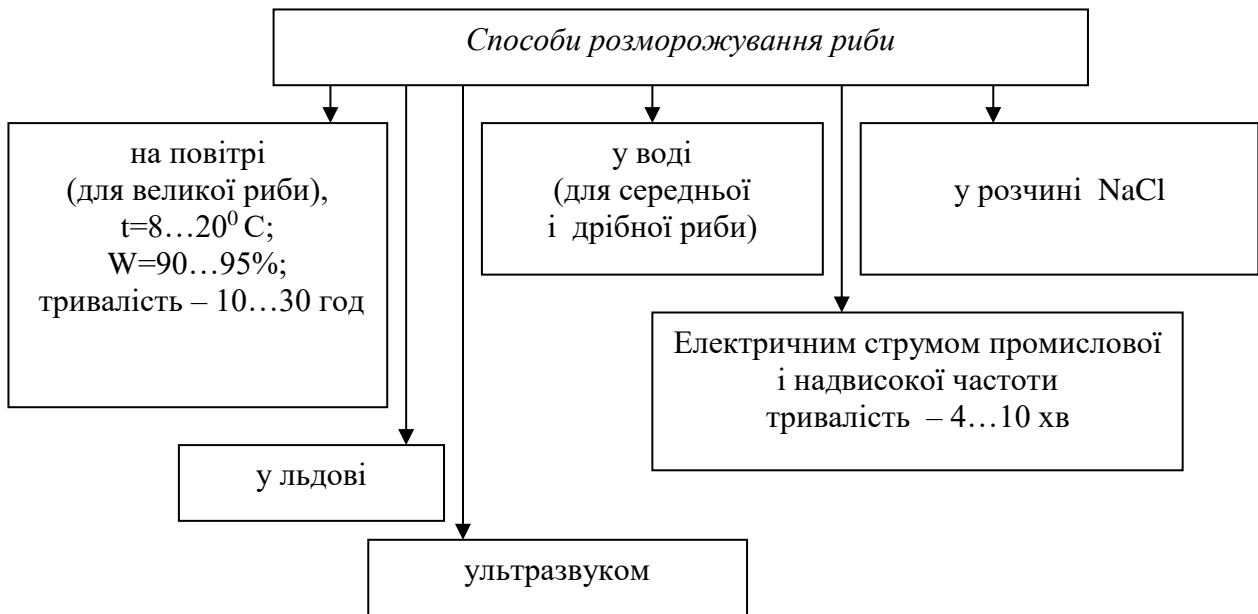 Способи розморожування риби
на повітрі
(для великої риби),
t=8…20⁰ С;
W=90…95%;
тривалість – 10…30 год
у воді
(для середньої
і дрібної риби)
у розчині NaCl
Електричним струмом промислової
і надвисокої частоти
тривалість – 4…10 хв
у льдові
ультразвуком